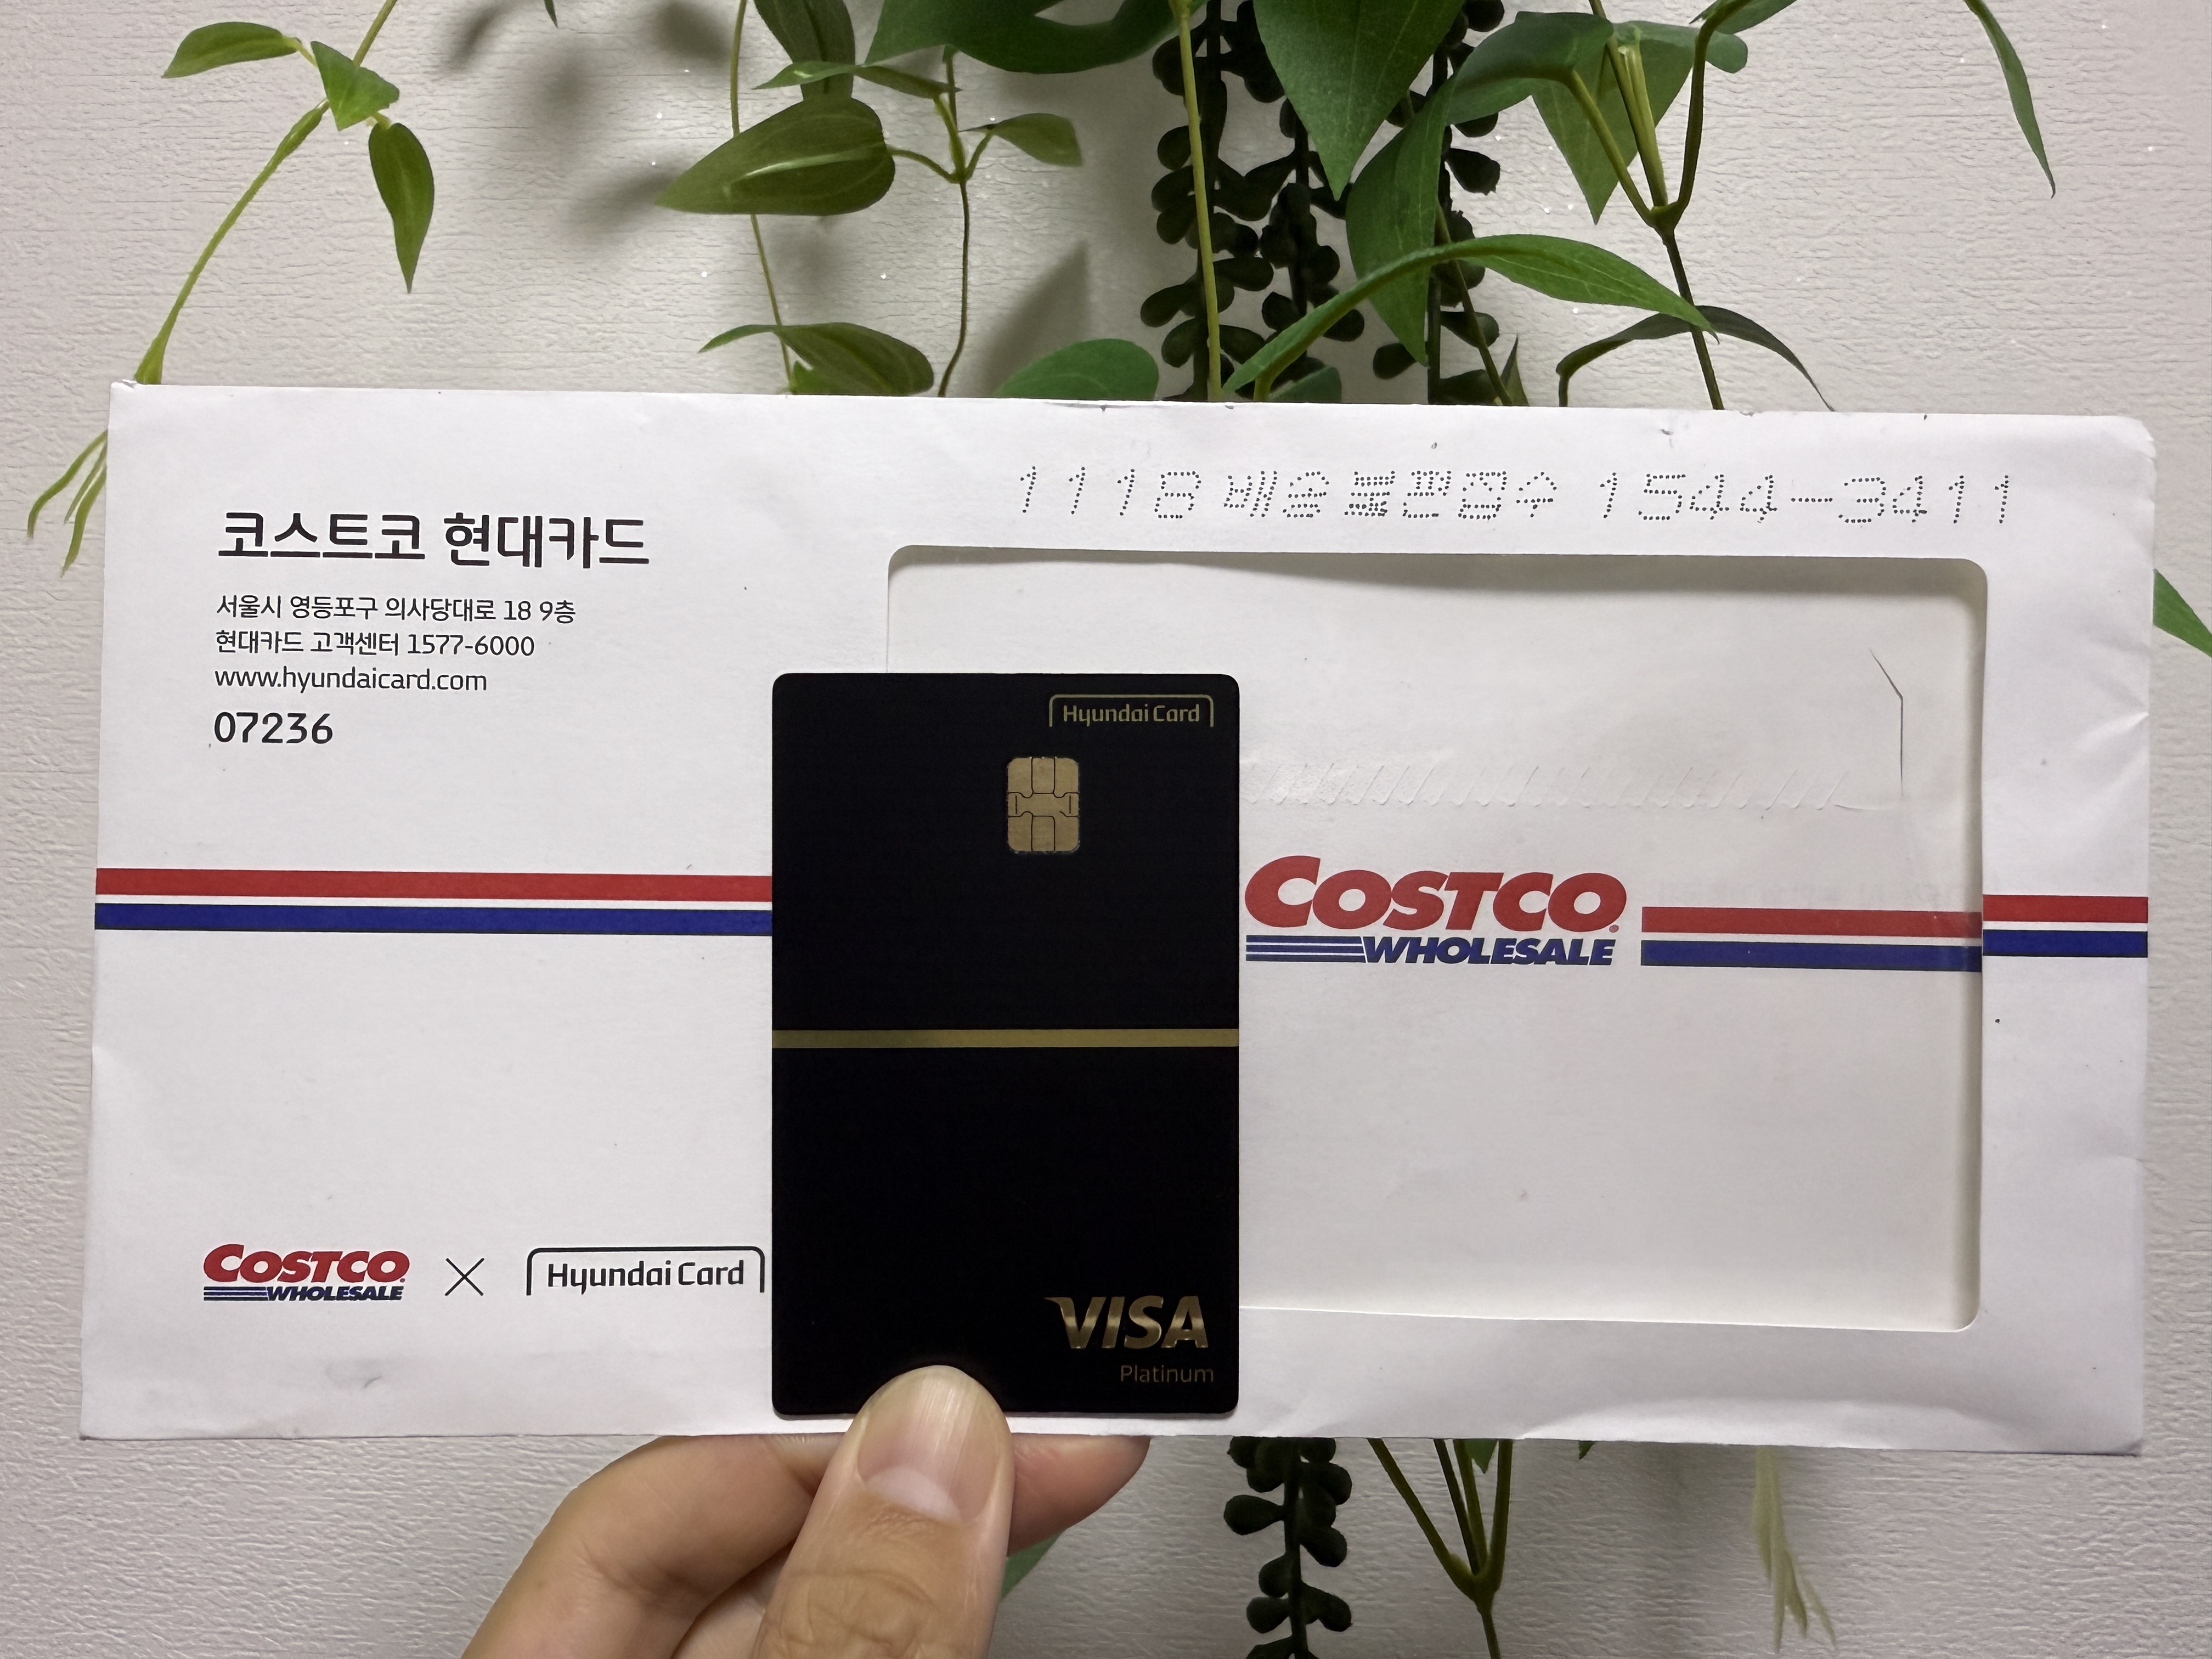 1118 배송불편접수 1544-3411
코스트코 현대카드
서울시 영등포구 의사당대로 18 9층
현대카드 고객센터 1577-6000
www.hyundaicard.com
07236
Hyundai Card
COSTCO
WHOLESALE
COSTCO
WHOLESALE
× Hyundai Card
VISA
Platinum